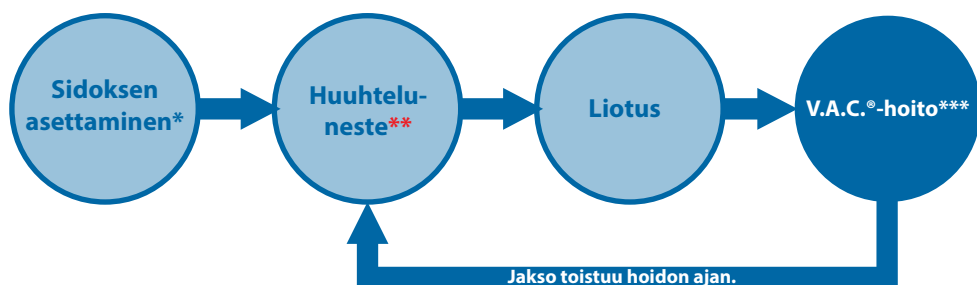 Sidoksen
asettaminen*
Huuhtelu-
neste**
Liotus
V.A.C.®-hoito***
Jakso toistuu hoidon ajan.